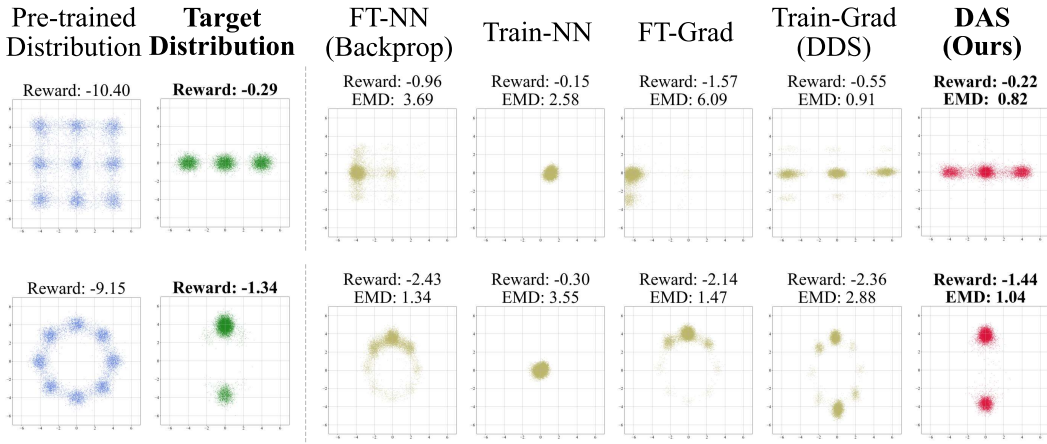 Pre-trained Distribution
Target Distribution
FT-NN (Backprop)
Train-NN
FT-Grad
Train-Grad (DDS)
DAS (Ours)
Reward: -10.40
Reward: -0.29
Reward: -0.96
EMD: 3.69
Reward: -0.15
EMD: 2.58
Reward: -1.57
EMD: 6.09
Reward: -0.55
EMD: 0.91
Reward: -0.22
EMD: 0.82
Reward: -9.15
Reward: -1.34
Reward: -2.43
EMD: 1.34
Reward: -0.30
EMD: 3.55
Reward: -2.14
EMD: 1.47
Reward: -2.36
EMD: 2.88
Reward: -1.44
EMD: 1.04